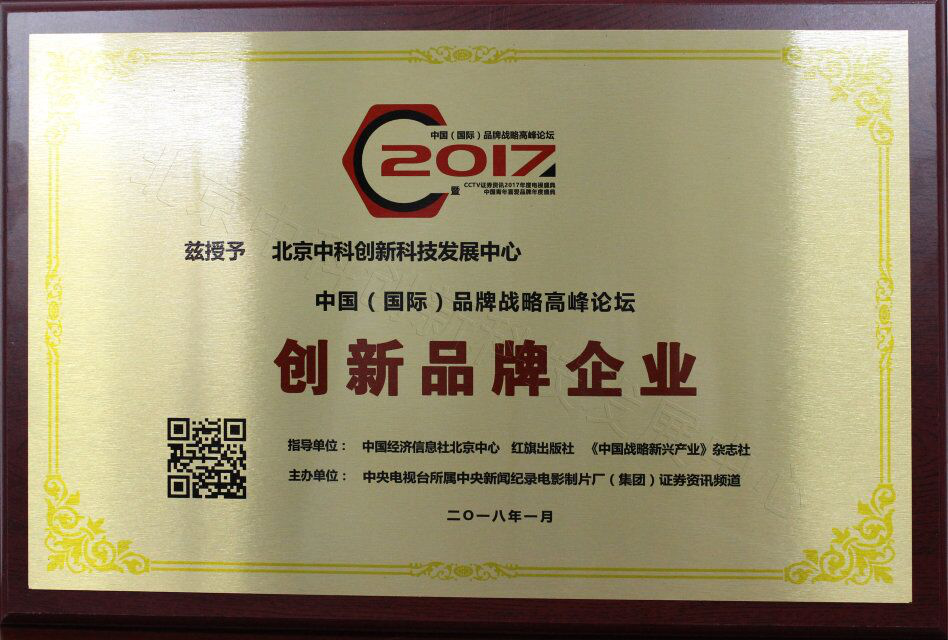 中国（国际）品牌战略高峰论坛
2017
暨
CCTV证券资讯2017年度电视盛典
中国青年喜爱品牌年度盛典
兹授予 北京中科创新科技发展中心
中国（国际）品牌战略高峰论坛
创新品牌企业
指导单位： 中国经济信息社北京中心 红旗出版社 《中国战略新兴产业》杂志社
主办单位： 中央电视台所属中央新闻纪录电影制片厂（集团）证券资讯频道
二〇一八年一月